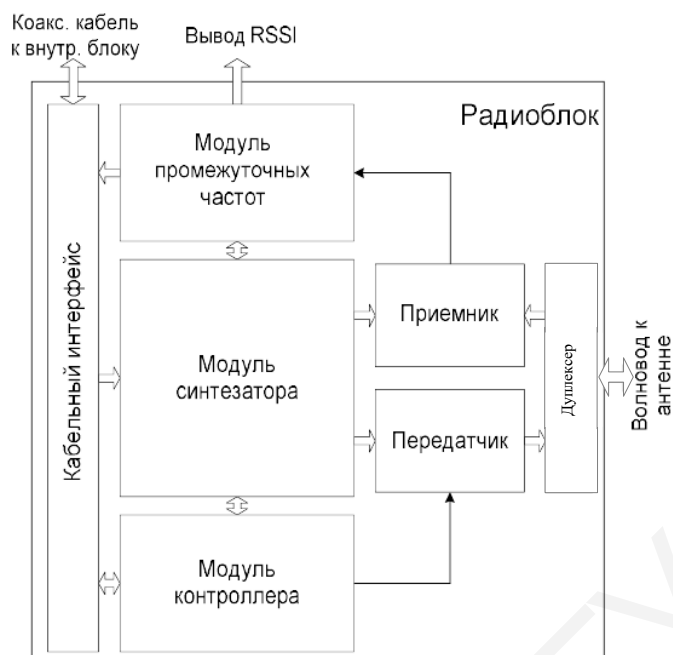 Коакс. кабель
к внутр. блоку
Вывод RSSI
Радиоблок
Модуль
промежуточных
частот
Кабельный интерфейс
Модуль
синтезатора
Приемник
Передатчик
Дуплексер
Волновод к
антенне
Модуль
контроллера